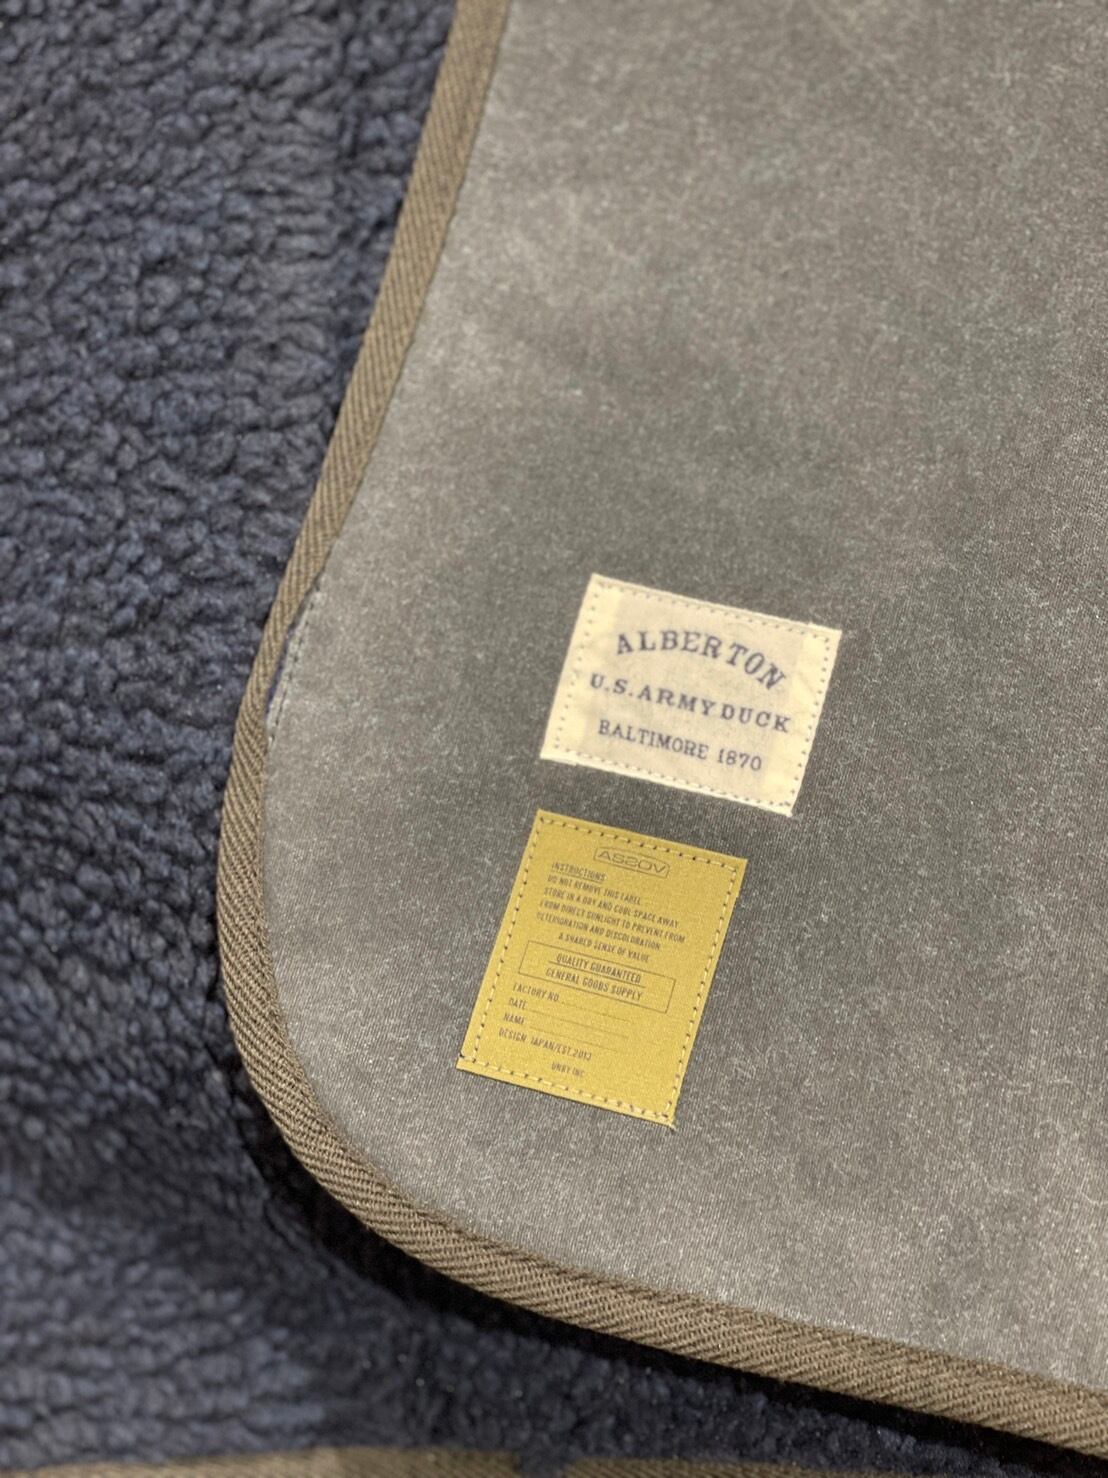 ALBERTON
U.S.ARMY DUCK
BALTIMORE 1870
AS2OV
INSTRUCTIONS
DO NOT REMOVE THIS LABEL
STORE IN A DRY AND COOL SPACE AWAY
FROM DIRECT SUNLIGHT TO PREVENT FROM
DETERIORATION AND DISCOLORATION
A SHARED SENSE OF VALUE
QUALITY GUARANTEED
GENERAL GOODS SUPPLY
FACTORY NO.
DATE
NAME
DESIGN JAPAN/EST.2013
UNBY INC